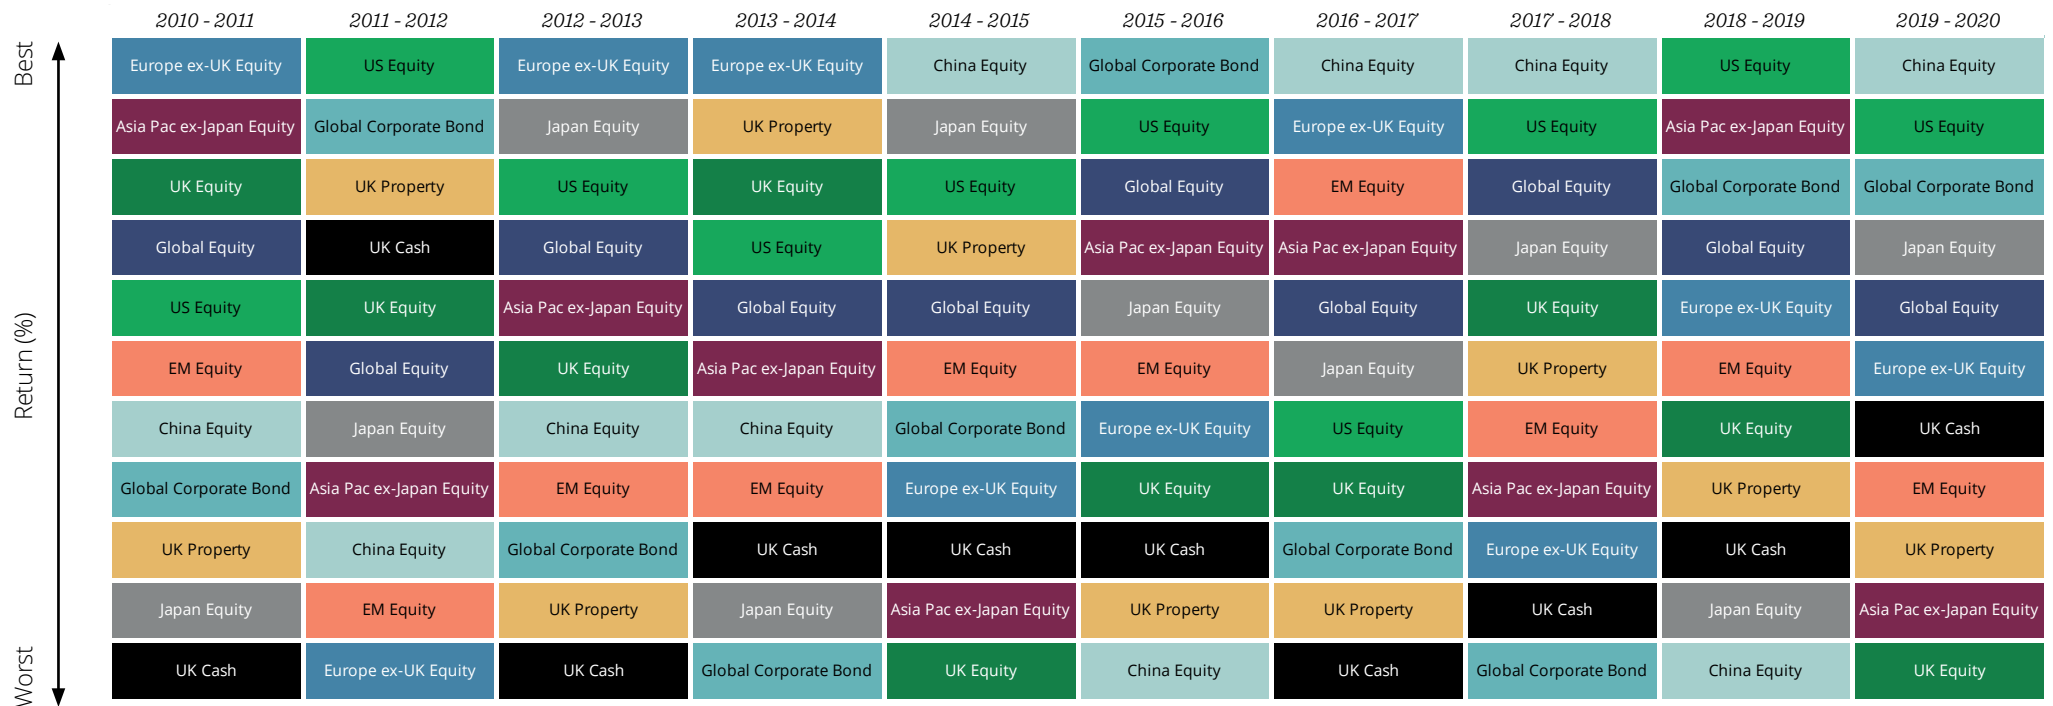 2010 - 2011 2011 - 2012 2012 - 2013 2013 - 2014 2014 - 2015 2015 - 2016 2016 - 2017 2017 - 2018 2018 - 2019 2019 - 2020
Best
Europe ex-UK Equity US Equity Europe ex-UK Equity Europe ex-UK Equity China Equity Global Corporate Bond China Equity China Equity US Equity China Equity
Asia Pac ex-Japan Equity Global Corporate Bond Japan Equity UK Property Japan Equity US Equity Europe ex-UK Equity US Equity Asia Pac ex-Japan Equity US Equity
UK Equity UK Property US Equity UK Equity US Equity Global Equity EM Equity Global Equity Global Corporate Bond Global Corporate Bond
Global Equity UK Cash Global Equity US Equity UK Property Asia Pac ex-Japan Equity Asia Pac ex-Japan Equity Japan Equity Global Equity Japan Equity
US Equity UK Equity Asia Pac ex-Japan Equity Global Equity Global Equity Japan Equity Global Equity UK Equity Europe ex-UK Equity Global Equity
Return (%)
EM Equity Global Equity UK Equity Asia Pac ex-Japan Equity EM Equity EM Equity Japan Equity UK Property EM Equity Europe ex-UK Equity
China Equity Japan Equity China Equity China Equity Global Corporate Bond Europe ex-UK Equity US Equity EM Equity UK Equity UK Cash
Global Corporate Bond Asia Pac ex-Japan Equity EM Equity EM Equity Europe ex-UK Equity UK Equity UK Equity Asia Pac ex-Japan Equity UK Property EM Equity
UK Property China Equity Global Corporate Bond UK Cash UK Cash UK Cash Global Corporate Bond Europe ex-UK Equity UK Cash UK Property
Japan Equity EM Equity UK Property Japan Equity Asia Pac ex-Japan Equity UK Property UK Property UK Cash Japan Equity Asia Pac ex-Japan Equity
Worst
UK Cash Europe ex-UK Equity UK Cash Global Corporate Bond UK Equity China Equity UK Cash Global Corporate Bond China Equity UK Equity